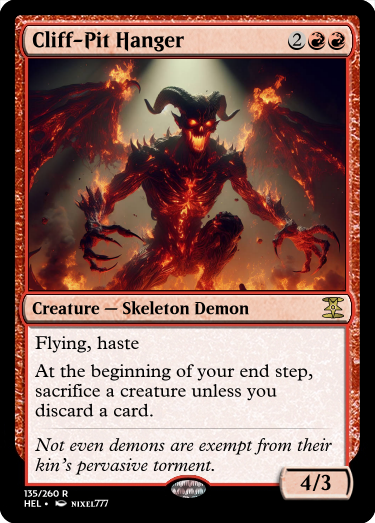 Cliff-Pit Hanger 2
Creature — Skeleton Demon
Flying, haste
At the beginning of your end step,
sacrifice a creature unless you
discard a card.
Not even demons are exempt from their
kin's pervasive torment.
4/3
135/260 R
HEL • NIXEL777